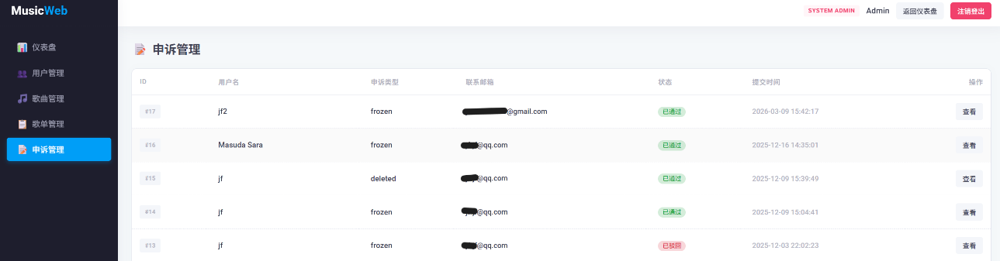 MusicWeb
SYSTEM ADMIN Admin 返回仪表盘 注销登出
仪表盘
用户管理
歌曲管理
歌单管理
申诉管理
申诉管理
ID 用户名 申诉类型 联系邮箱 状态 提交时间 操作
#17 jf2 frozen @gmail.com 已通过 2026-03-09 15:42:17 查看
#16 Masuda Sara frozen @qq.com 已通过 2025-12-16 14:35:01 查看
#15 jf deleted @qq.com 已通过 2025-12-09 15:39:49 查看
#14 jf frozen @qq.com 已通过 2025-12-09 15:04:41 查看
#13 jf frozen @qq.com 已驳回 2025-12-03 22:02:23 查看